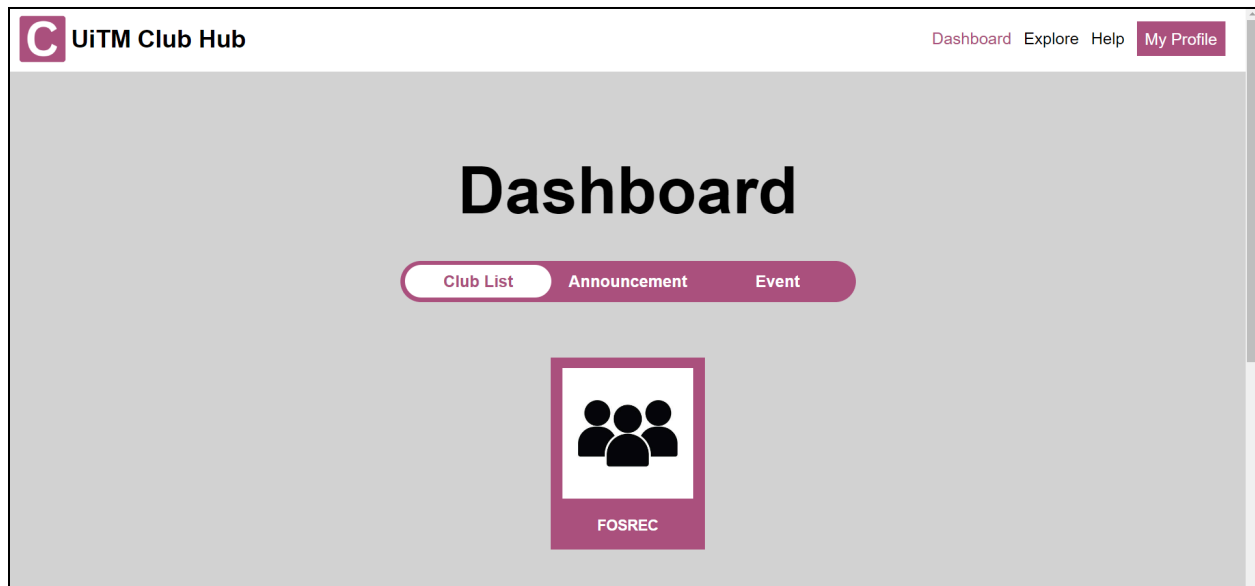 C UiTM Club Hub
Dashboard Explore Help My Profile
Dashboard
Club List Announcement Event
FOSREC